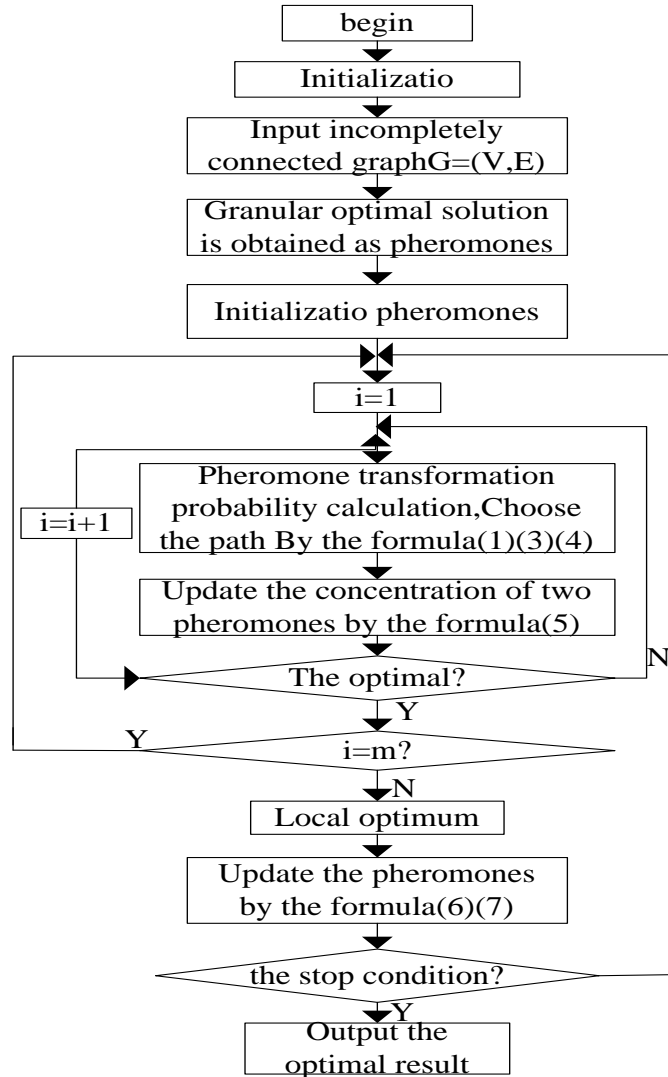 begin
Initializatio
Input incompletely
connected graphG=(V,E)
Granular optimal solution
is obtained as pheromones
Initializatio pheromones
i=1
Pheromone transformation
probability calculation,Choose
the path By the formula(1)(3)(4)
i=i+1
Update the concentration of two
pheromones by the formula(5)
The optimal?
N
Y
Y
i=m?
N
Local optimum
Update the pheromones
by the formula(6)(7)
the stop condition?
Y
Output the
optimal result